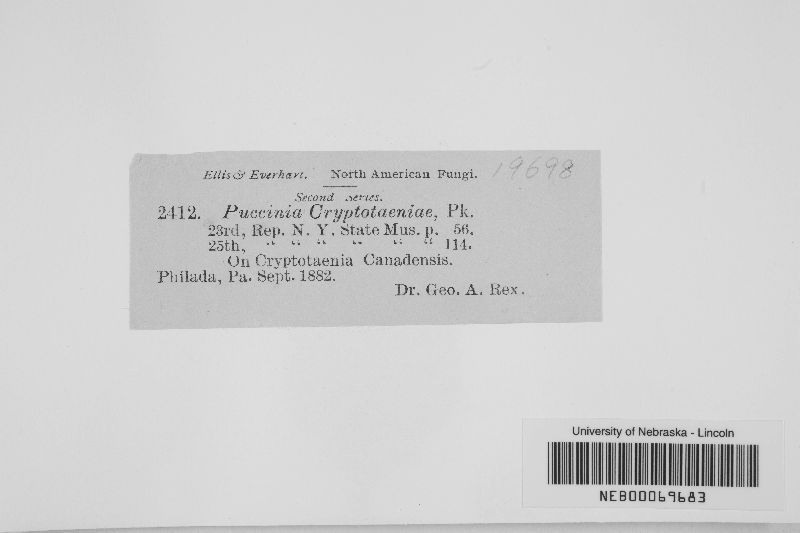 Ellis & Everhart. North American Fungi. 19698
Second Series.
2412. Puccinia Cryptotaeniae, Pk.
23rd, Rep. N. Y. State Mus. p. 56.
25th, " " " " " " 114.
On Cryptotaenia Canadensis.
Philada, Pa. Sept. 1882.
Dr. Geo. A. Rex.
University of Nebraska - Lincoln
NEB00069683